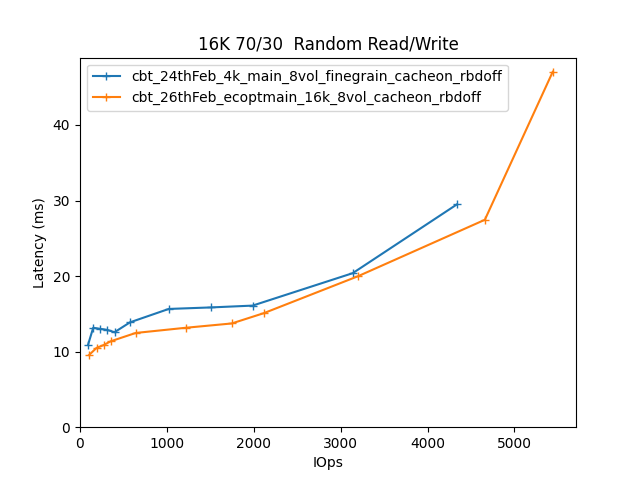 16K 70/30  Random Read/Write
cbt_24thFeb_4k_main_8vol_finegrain_cacheon_rbdoff
cbt_26thFeb_ecoptmain_16k_8vol_cacheon_rbdoff
Latency (ms)
40
30
20
10
0
0 1000 2000 3000 4000 5000
IOps